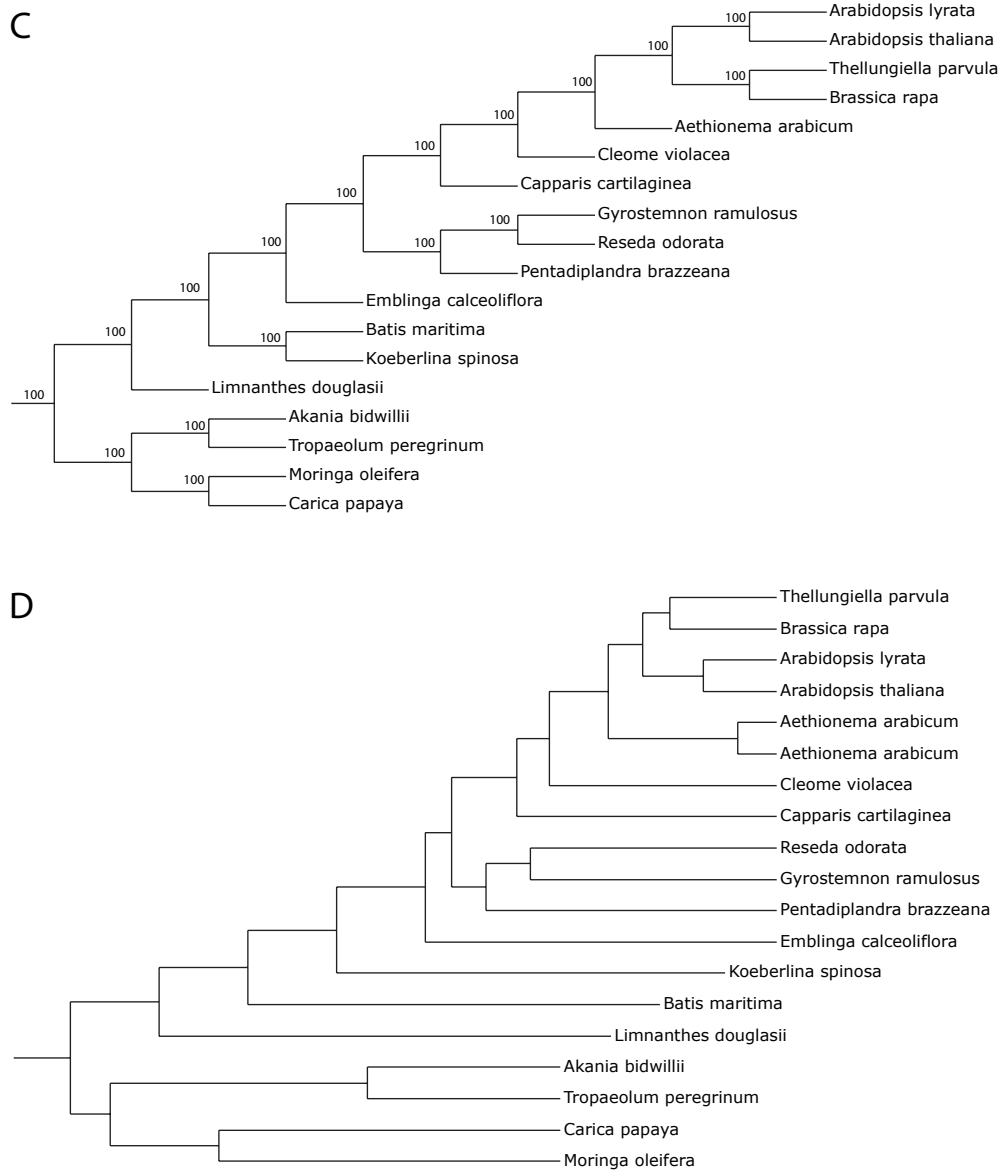 C
Arabidopsis lyrata
100
Arabidopsis thaliana
100
Thellungiella parvula
100
Brassica rapa
100
Aethionema arabicum
100
Cleome violacea
100
Capparis cartilaginea
100
Gyrostemnon ramulosus
100
Reseda odorata
100
Pentadiplandra brazzeana
100
Emblinga calceoliflora
100
Batis maritima
100
Koeberlina spinosa
100
Limnanthes douglasii
100
100
Akania bidwillii
100
Tropaeolum peregrinum
100
Moringa oleifera
100
Carica papaya
D
Thellungiella parvula
Brassica rapa
Arabidopsis lyrata
Arabidopsis thaliana
Aethionema arabicum
Aethionema arabicum
Cleome violacea
Capparis cartilaginea
Reseda odorata
Gyrostemnon ramulosus
Pentadiplandra brazzeana
Emblinga calceoliflora
Koeberlina spinosa
Batis maritima
Limnanthes douglasii
Akania bidwillii
Tropaeolum peregrinum
Carica papaya
Moringa oleifera